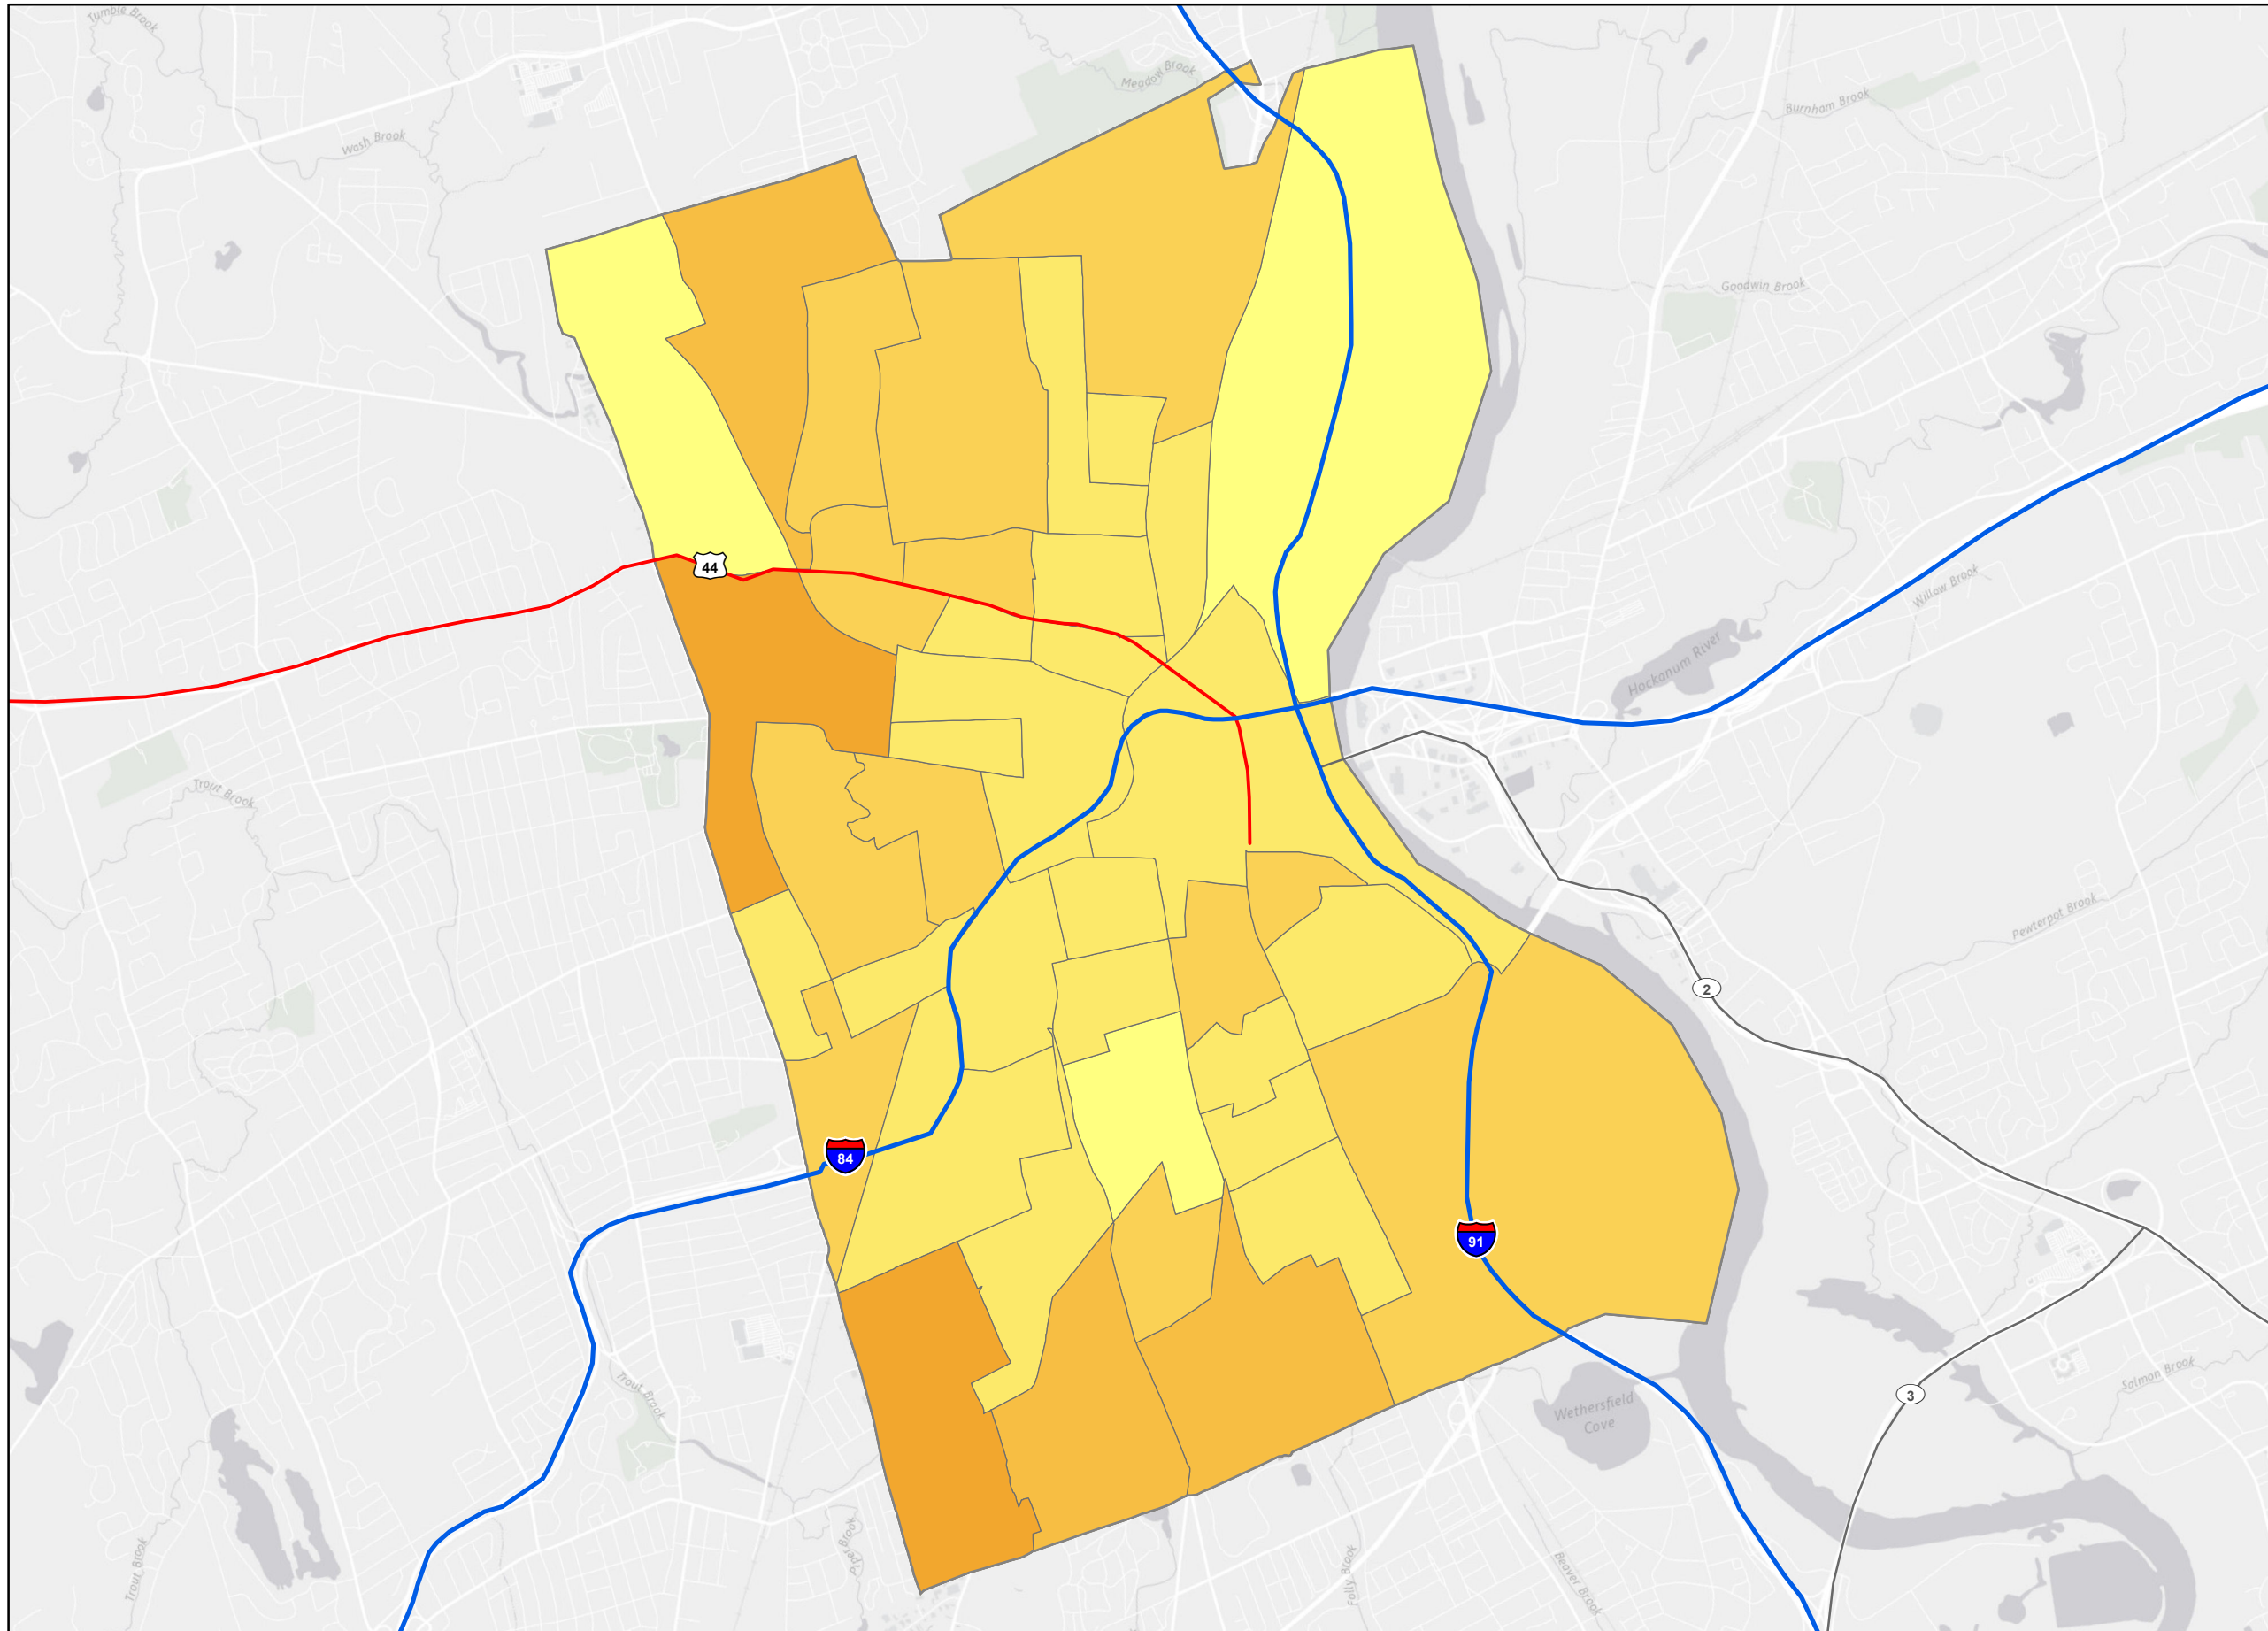 Tumble Brook
Meadow Brook
Burnham Brook
Wash Brook
Goodwin Brook
44
Willow Brook
Hockanum River
Trout Brook
Pewterpot Brook
2
84
91
Salmon Brook
3
Trout Brook
Wethersfield
Cove
Piper Brook
Folly Brook
Beaver Brook
Trout Brook